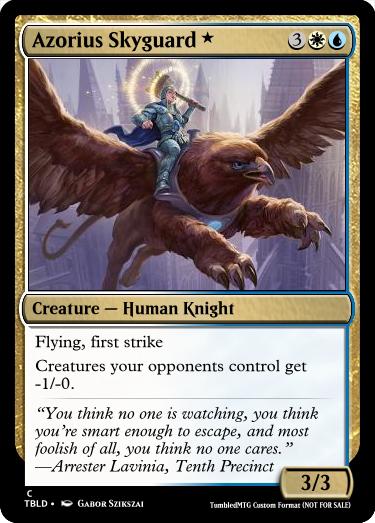 Azorius Skyguard ★ 3
Creature — Human Knight
Flying, first strike
Creatures your opponents control get
-1/-0.
“You think no one is watching, you think
you're smart enough to escape, and most
foolish of all, you think no one cares.”
—Arrester Lavinia, Tenth Precinct
3/3
C
TBLD • Gabor Szikszai
TumbledMTG Custom Format (NOT FOR SALE)